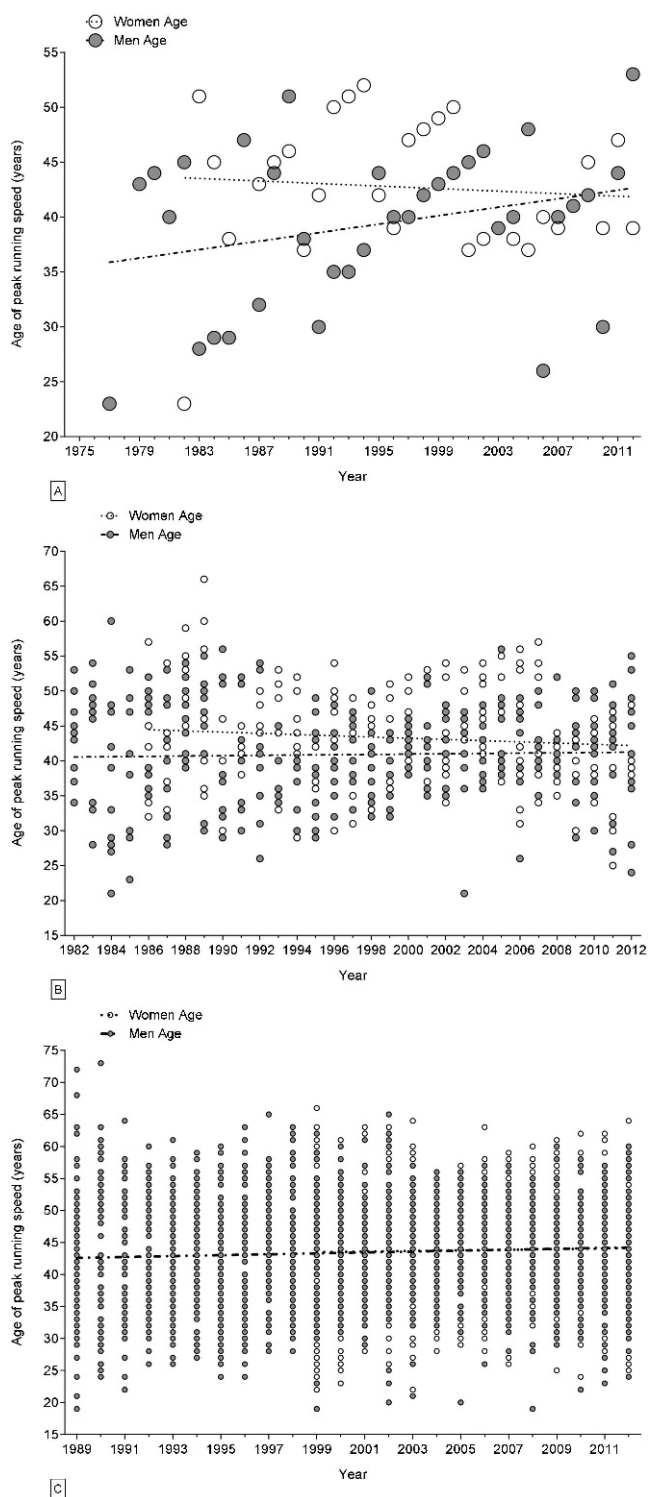 Women Age
Men Age
Age of peak running speed (years)
55
50
45
40
35
30
25
20
1975 1979 1983 1987 1991 1995 1999 2003 2007 2011
Year
A
Women Age
Men Age
Age of peak running speed (years)
70
65
60
55
50
45
40
35
30
25
20
15
1982 1984 1986 1988 1990 1992 1994 1996 1998 2000 2002 2004 2006 2008 2010 2012
Year
B
Women Age
Men Age
Age of peak running speed (years)
75
70
65
60
55
50
45
40
35
30
25
20
15
1989 1991 1993 1995 1997 1999 2001 2003 2005 2007 2009 2011
Year
C